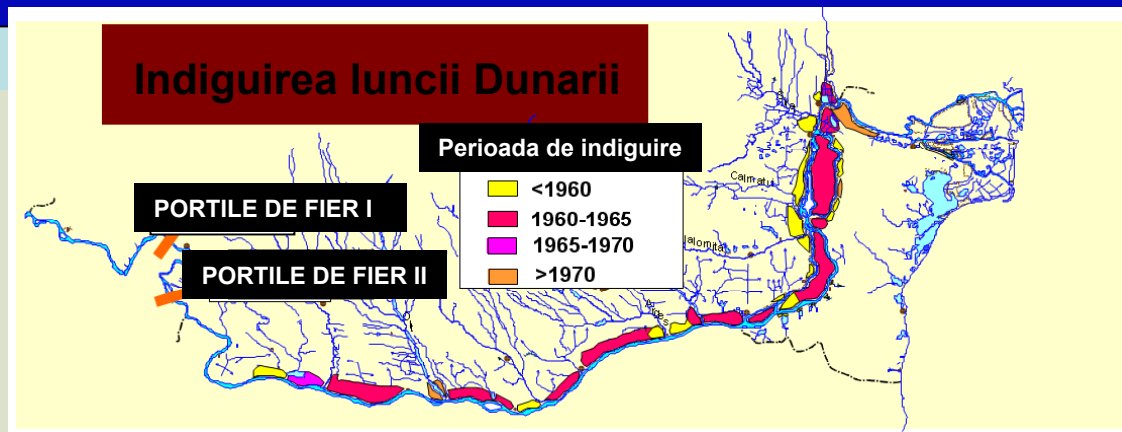 Indiguirea luncii Dunarii
Perioada de indiguire
<1960
1960-1965
1965-1970
>1970
PORTILE DE FIER I
PORTILE DE FIER II
Calmatui
Ialomita